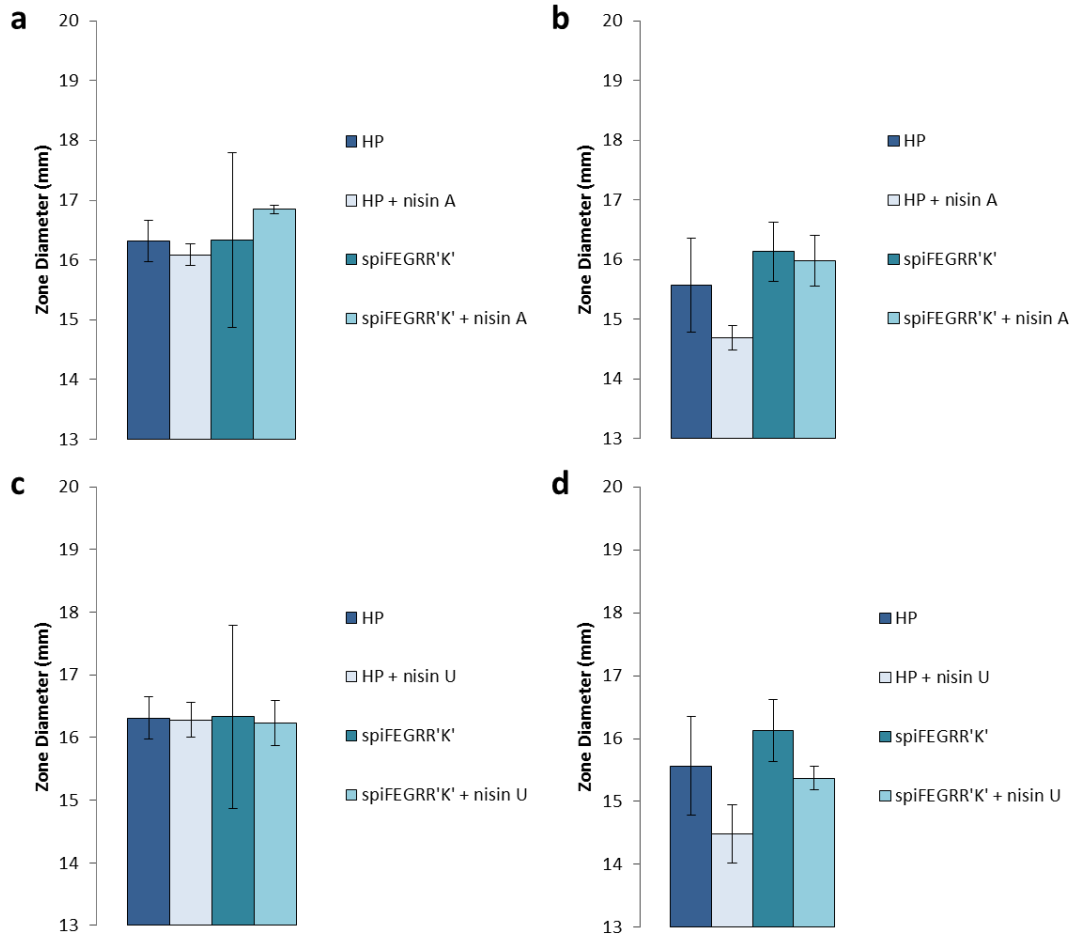 a
20
19
18
17
16
15
14
13
Zone Diameter (mm)
HP
HP + nisin A
spiFEGRR'K'
spiFEGRR'K' + nisin A
b
20
19
18
17
16
15
14
13
Zone Diameter (mm)
HP
HP + nisin A
spiFEGRR'K'
spiFEGRR'K' + nisin A
c
20
19
18
17
16
15
14
13
Zone Diameter (mm)
HP
HP + nisin U
spiFEGRR'K'
spiFEGRR'K' + nisin U
d
20
19
18
17
16
15
14
13
Zone Diameter (mm)
HP
HP + nisin U
spiFEGRR'K'
spiFEGRR'K' + nisin U